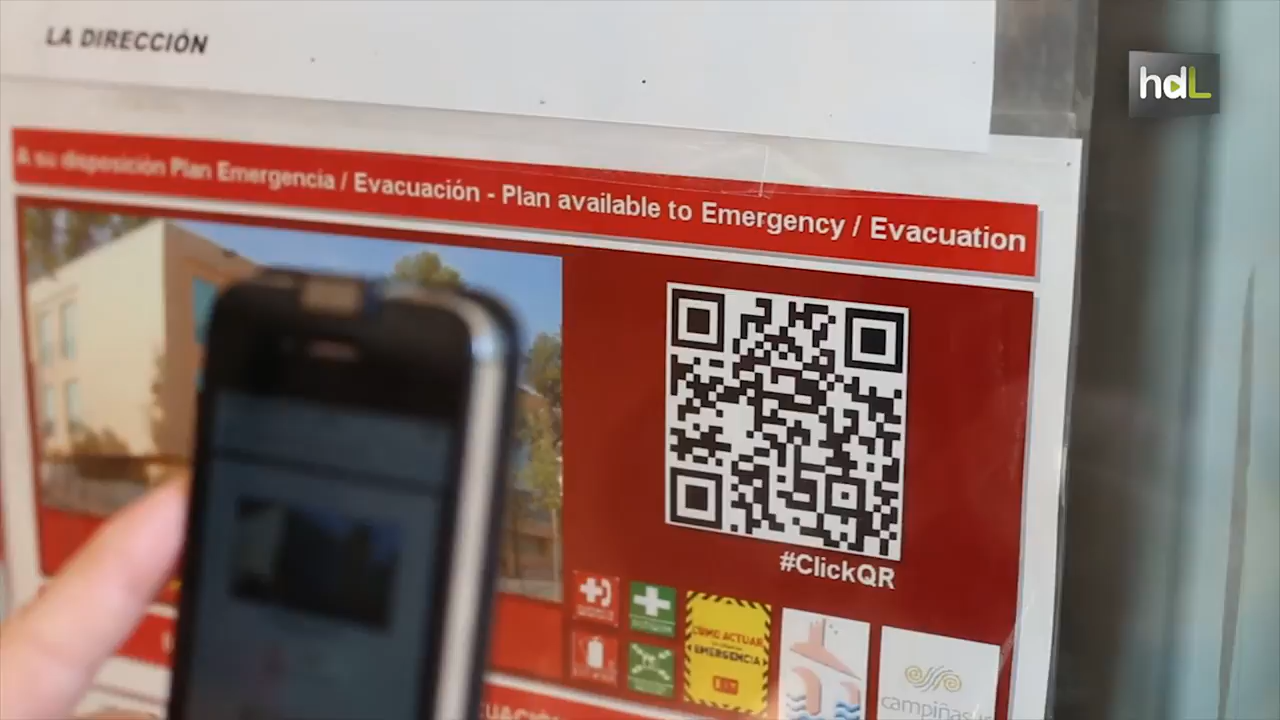 LA DIRECCIÓN
hdL
A su disposición Plan Emergencia / Evacuación - Plan available to Emergency / Evacuation
#ClickQR
CÓMO ACTUAR
EMERGENCIA
campiñas